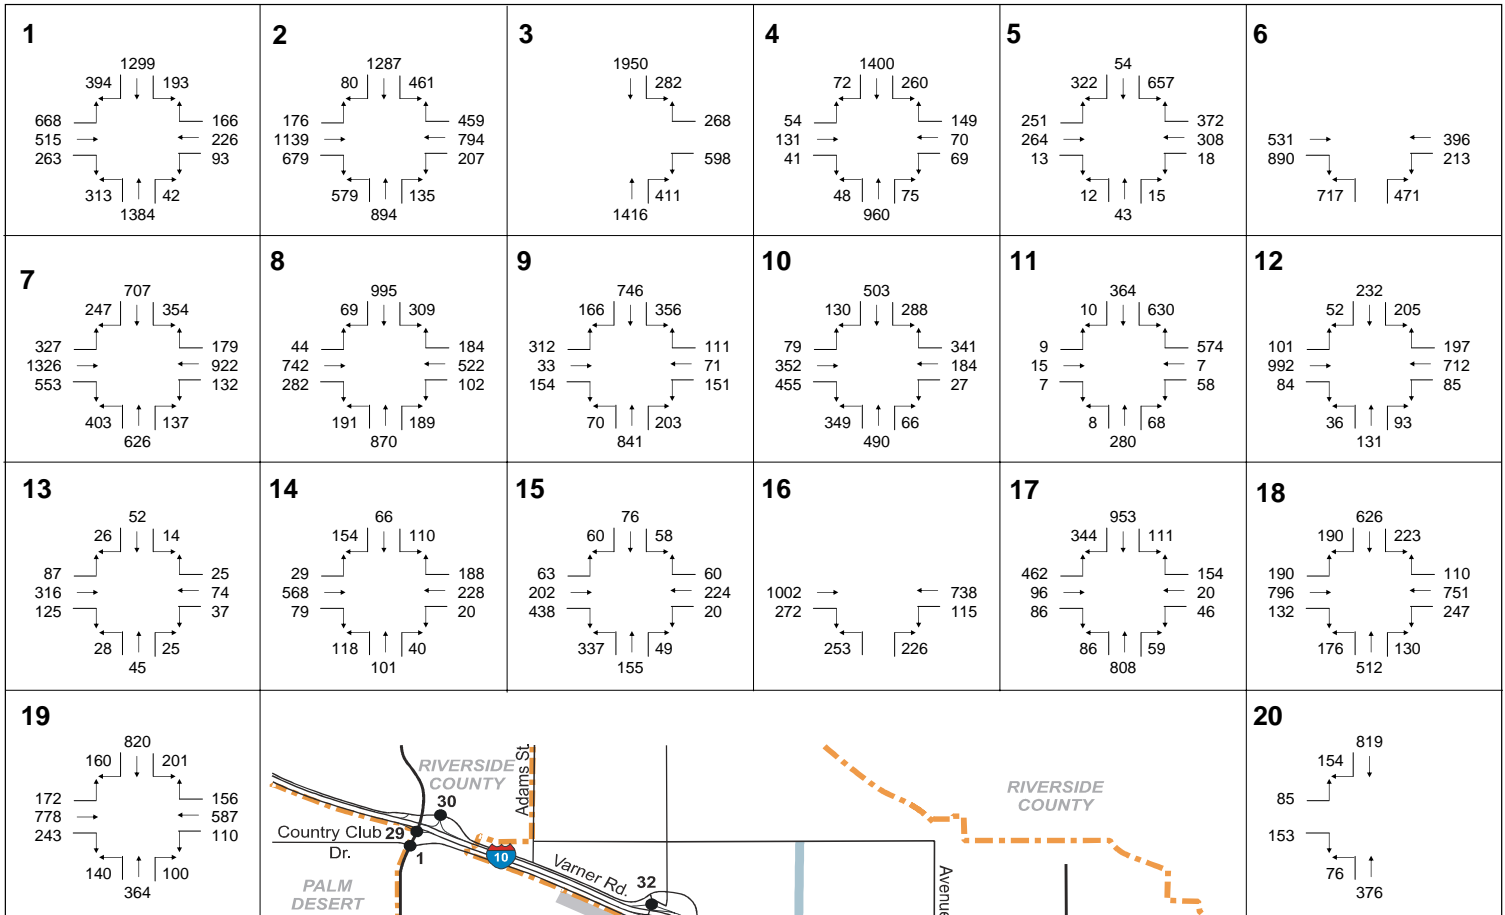 1 2 3 4 5 6
1299 1287 1950 1400 54
394 193 80 461 282 72 260 322 657
668 166 176 459 268 54 149 251 372
515 226 1139 794 131 70 264 308 531 396
263 93 679 207 598 41 69 13 18 890 213
313 42 579 135 411 48 75 12 15 717 471
1384 894 1416 960 43
7 8 9 10 11 12
707 995 746 503 364 232
247 354 69 309 166 356 130 288 10 630 52 205
327 179 44 184 312 111 79 341 9 574 101 197
1326 922 742 522 33 71 352 184 15 7 992 712
553 132 282 102 154 151 455 27 7 58 84 85
403 137 191 189 70 203 349 66 8 68 36 93
626 870 841 490 280 131
13 14 15 16 17 18
52 66 76 953 626
26 14 154 110 60 58 344 111 190 223
87 25 29 188 63 60 462 154 190 110
316 74 568 228 202 224 1002 738 96 20 796 751
125 37 79 20 438 20 272 115 86 46 132 247
28 25 118 40 337 49 253 226 86 59 176 130
45 101 155 808 512
19 20
820 819
160 201 154
172 156 85
778 587
243 110 153
140 100 76
364 376
RIVERSIDE
COUNTY
Adams St.
RIVERSIDE
COUNTY
30
Country Club 29
Dr.
1
10
Varner Rd.
32
PALM
DESERT
Avenue